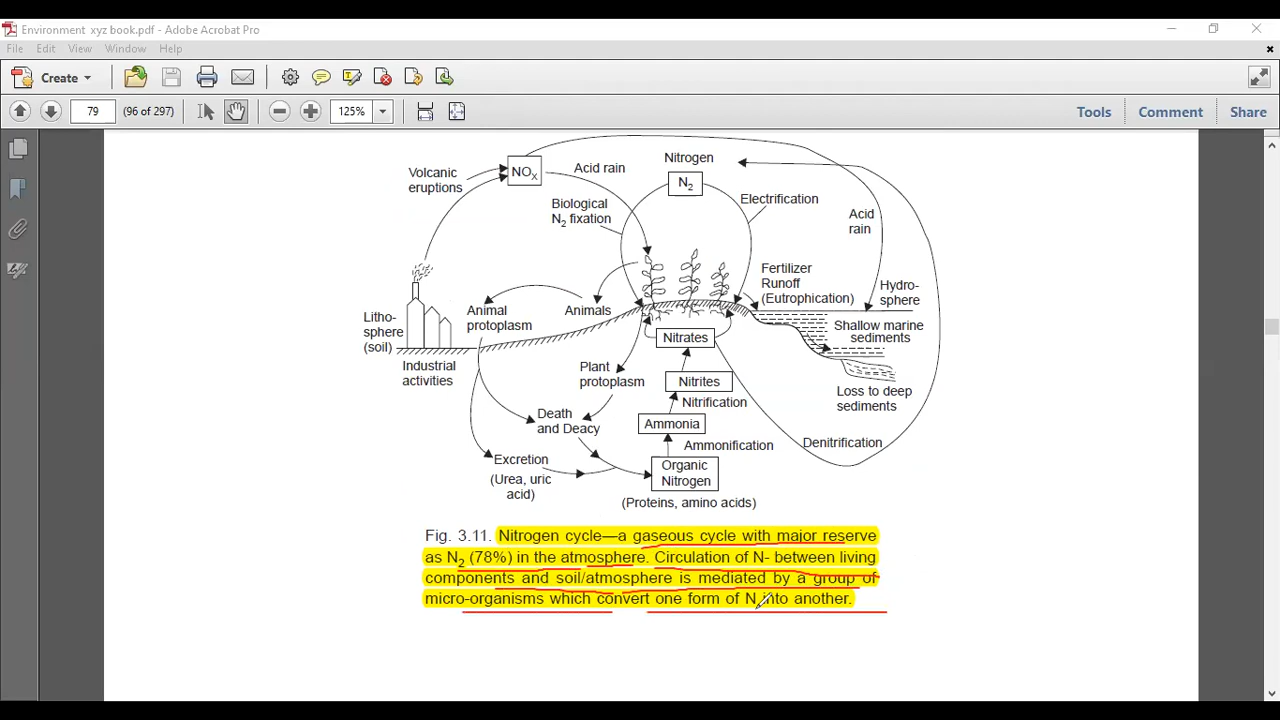 Environment xyz book.pdf - Adobe Acrobat Pro
File Edit View Window Help
Create
79 (96 of 297) 125% Tools Comment Share
Volcanic
eruptions
NOx
Acid rain
Nitrogen
N2
Biological
N2 fixation
Electrification
Acid
rain
Fertilizer
Runoff
(Eutrophication)
Hydro-
sphere
Shallow marine
sediments
Loss to deep
sediments
Litho-
sphere
(soil)
Industrial
activities
Animal
protoplasm
Animals
Plant
protoplasm
Nitrates
Nitrites
Nitrification
Ammonia
Ammonification
Denitrification
Death
and Deacy
Excretion
(Urea, uric
acid)
Organic
Nitrogen
(Proteins, amino acids)
Fig. 3.11. Nitrogen cycle—a gaseous cycle with major reserve
as N2 (78%) in the atmosphere. Circulation of N- between living
components and soil/atmosphere is mediated by a group of
micro-organisms which convert one form of N into another.